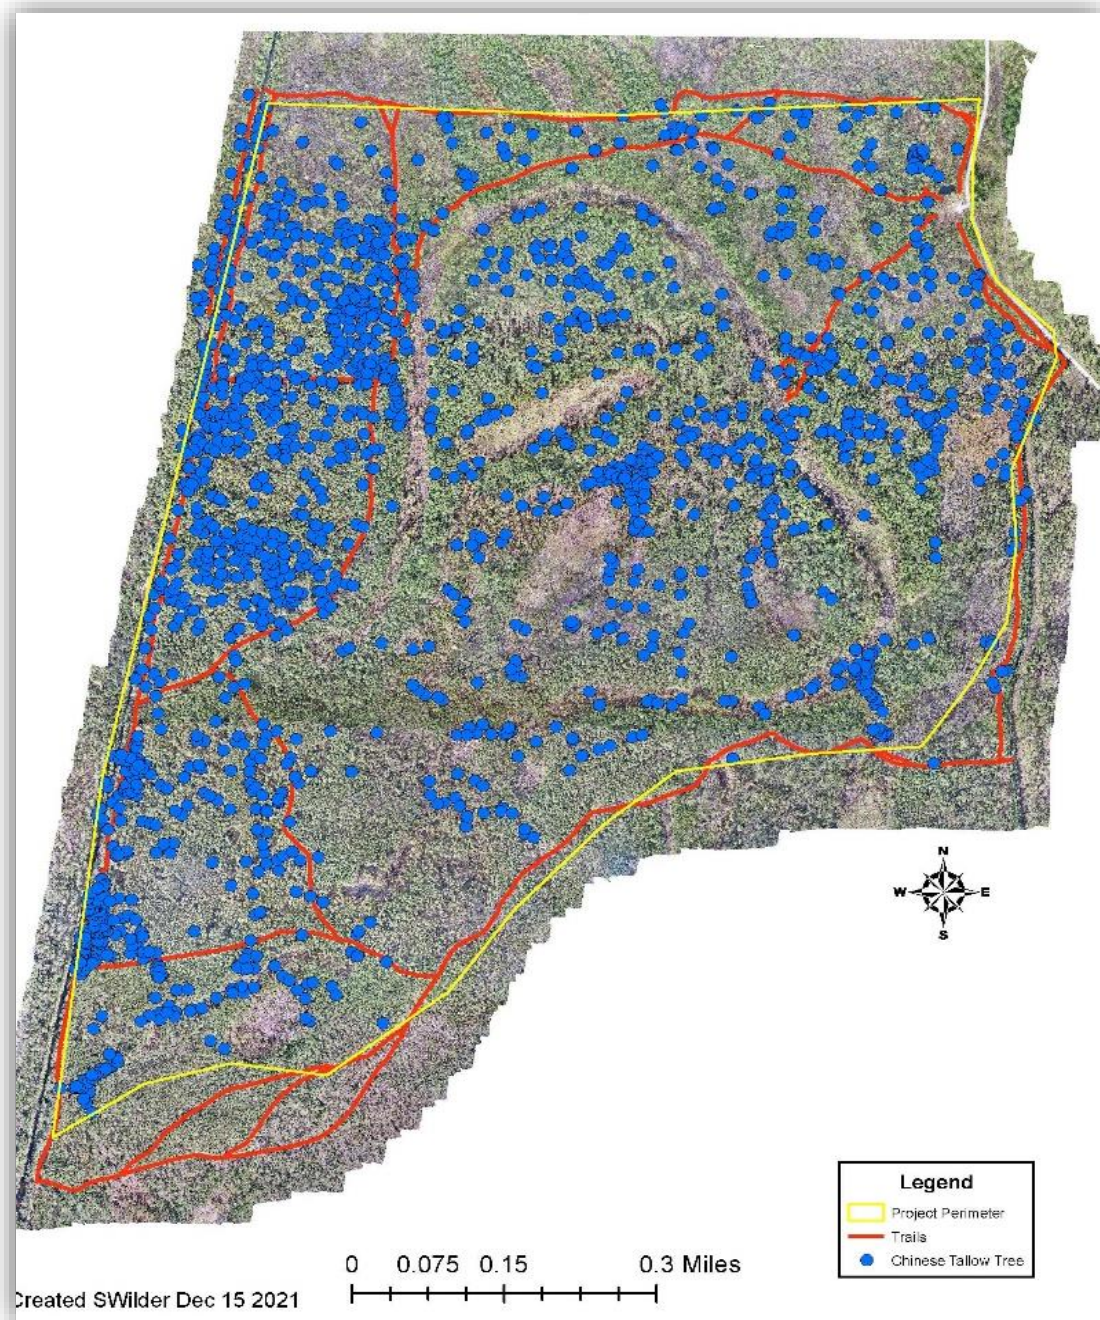 N
W E
S
Legend
Project Perimeter
Trails
Chinese Tallow Tree
0 0.075 0.15 0.3 Miles
Created SWilder Dec 15 2021